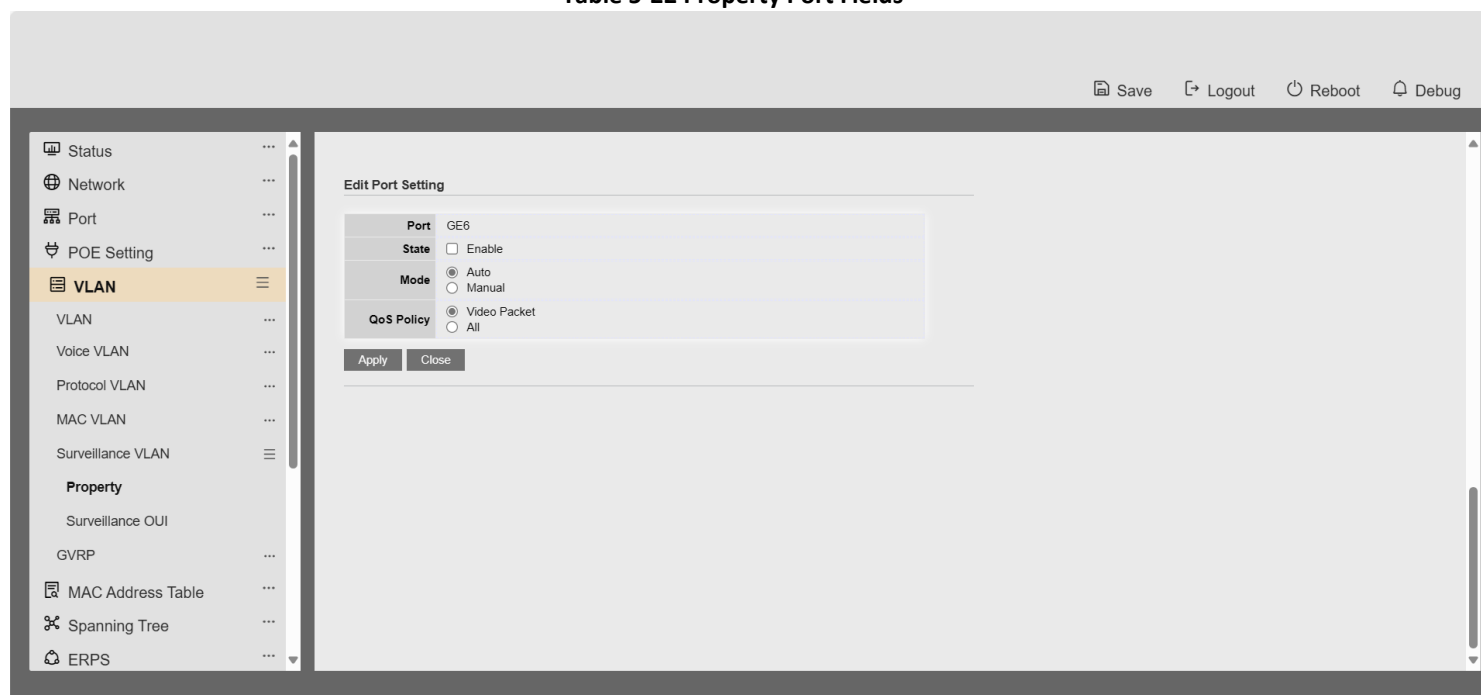 Save Logout Reboot Debug
Status
Network
Port
POE Setting
VLAN
VLAN
Voice VLAN
Protocol VLAN
MAC VLAN
Surveillance VLAN
Property
Surveillance OUI
GVRP
MAC Address Table
Spanning Tree
ERPS
Edit Port Setting
Port GE6
State Enable
Mode Auto
Manual
QoS Policy Video Packet
All
Apply Close